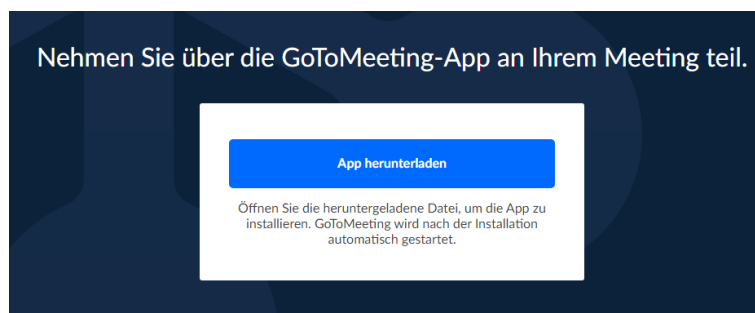 Nehmen Sie über die GoToMeeting-App an Ihrem Meeting teil.
App herunterladen
Öffnen Sie die heruntergeladene Datei, um die App zu
installieren. GoToMeeting wird nach der Installation
automatisch gestartet.